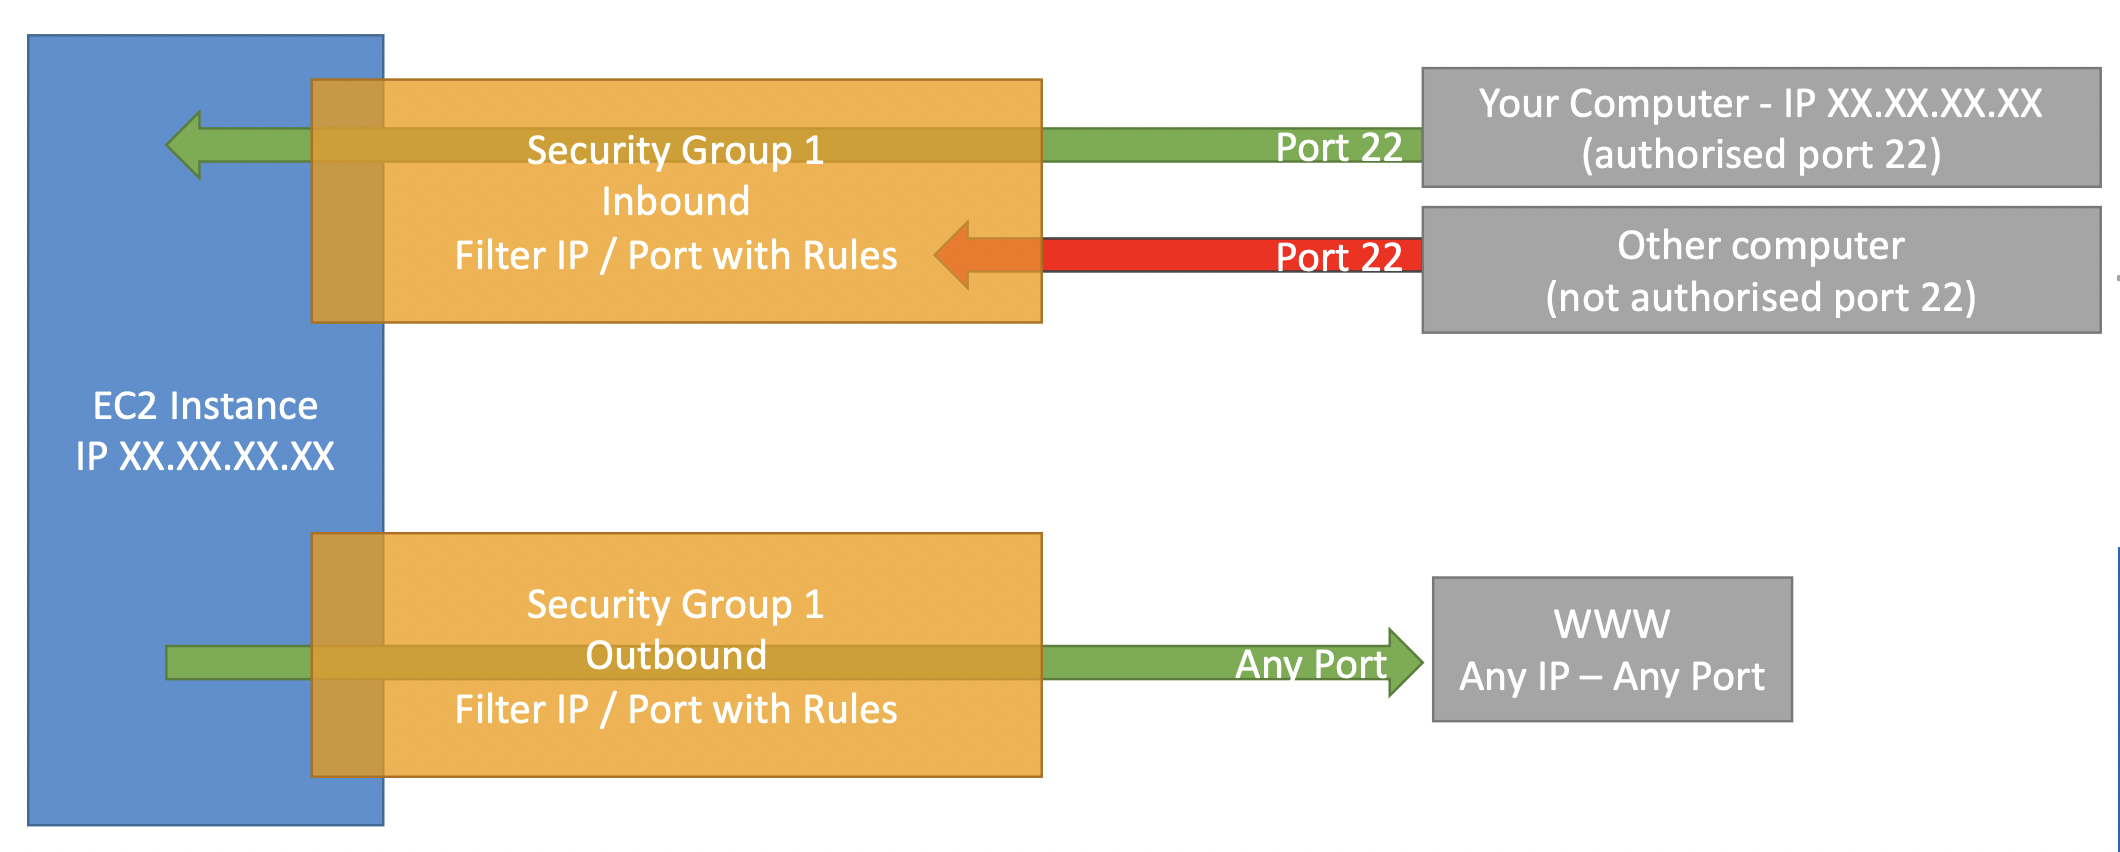 Security Group 1
Inbound
Filter IP / Port with Rules
Port 22
Your Computer - IP XX.XX.XX.XX
(authorised port 22)
Port 22
Other computer
(not authorised port 22)
EC2 Instance
IP XX.XX.XX.XX
Security Group 1
Outbound
Filter IP / Port with Rules
Any Port
WWW
Any IP – Any Port